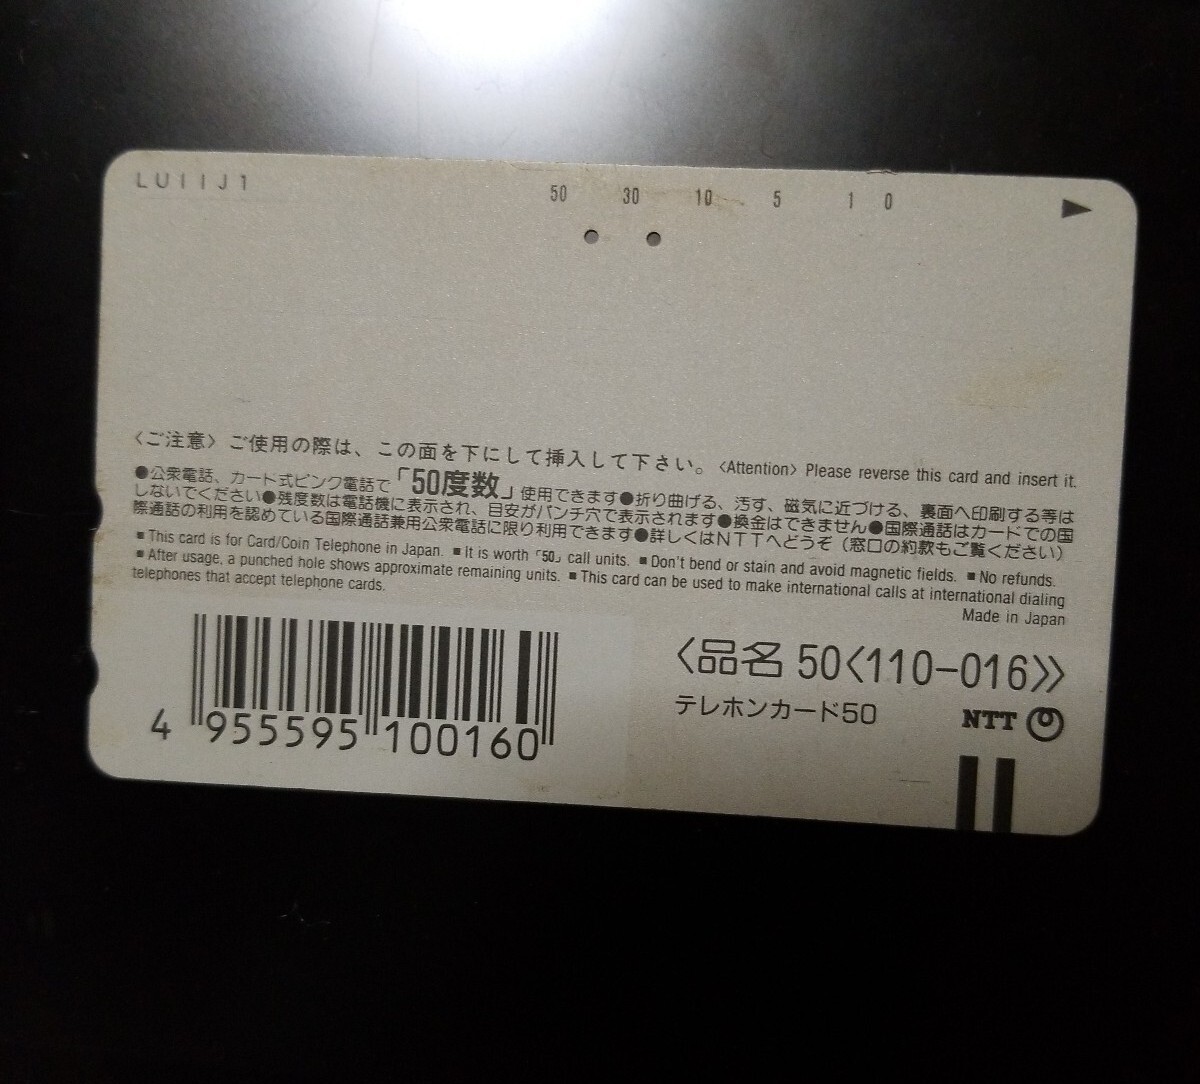 LU11J1
50 30 10 5 1 0
〈ご注意〉ご使用の際は、この面を下にして挿入して下さい。〈Attention〉Please reverse this card and insert it.
●公衆電話、カード式ピンク電話で「50度数」使用できます●折り曲げる、汚す、磁気に近づける、裏面へ印刷する等は
しないでください●残度数は電話機に表示され、目安がパンチ穴で表示されます●換金はできません●国際通話はカードでの国
際通話の利用を認めている国際通話兼用公衆電話に限り利用できます●詳しくはNTTへどうぞ（窓口の約款もご覧ください）
■This card is for Card/Coin Telephone in Japan. ■It is worth「50」call units. ■Don't bend or stain and avoid magnetic fields. ■No refunds.
■After usage, a punched hole shows approximate remaining units. ■This card can be used to make international calls at international dialing
telephones that accept telephone cards.
Made in Japan
〈品名 50〈110-016〉〉
テレホンカード50
NTT
4 955595 100160